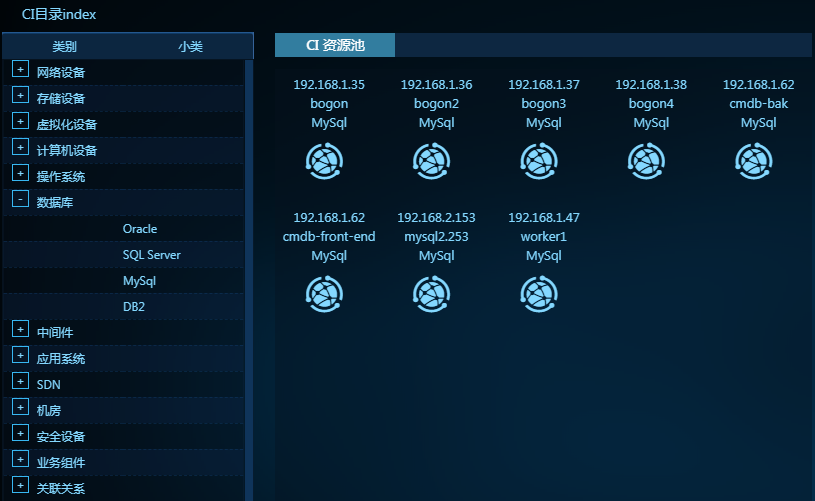 CI目录index
类别 小类
+ 网络设备
+ 存储设备
+ 虚拟化设备
+ 计算机设备
+ 操作系统
- 数据库
Oracle
SQL Server
MySql
DB2
+ 中间件
+ 应用系统
+ SDN
+ 机房
+ 安全设备
+ 业务组件
+ 关联关系
CI 资源池
192.168.1.35 192.168.1.36 192.168.1.37 192.168.1.38 192.168.1.62
bogon bogon2 bogon3 bogon4 cmdb-bak
MySql MySql MySql MySql MySql
192.168.1.62 192.168.2.153 192.168.1.47
cmdb-front-end mysql2.253 worker1
MySql MySql MySql